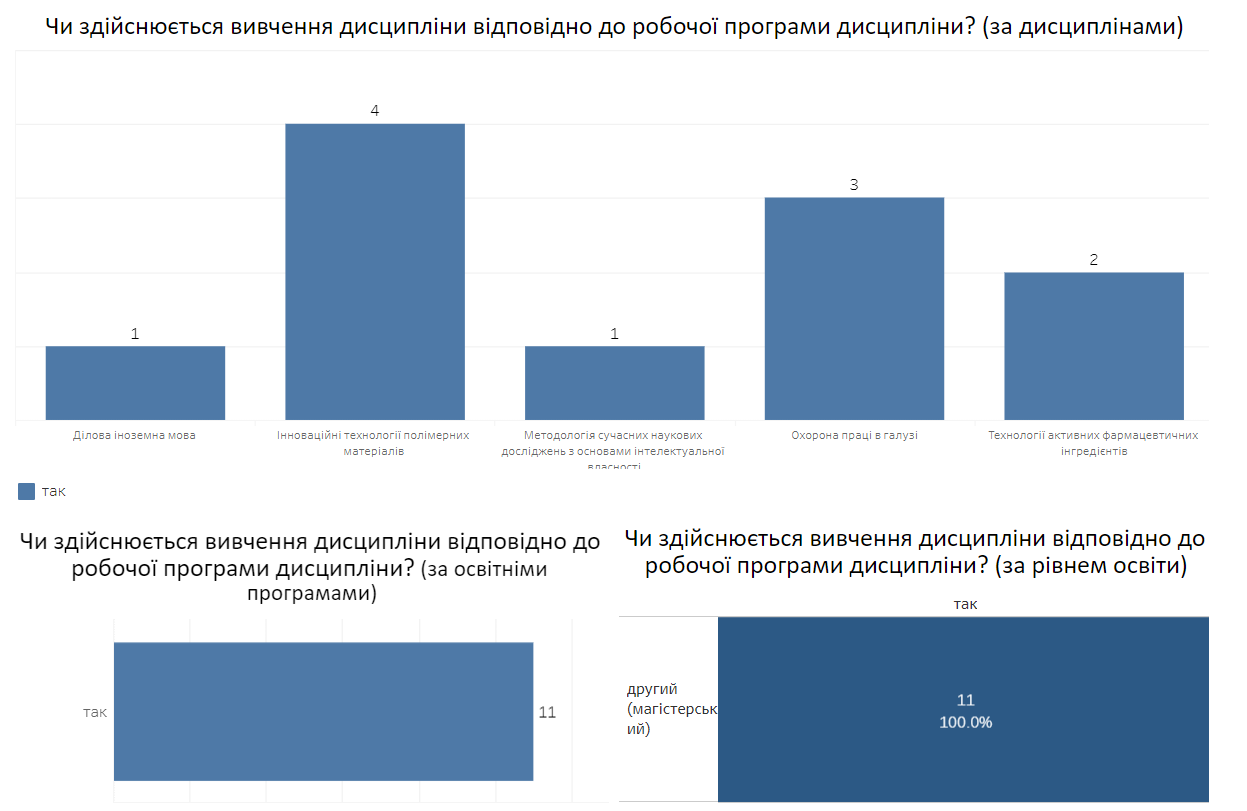 Чи здійснюється вивчення дисципліни відповідно до робочої програми дисципліни? (за дисциплінами)
4
3
2
1
1
Ділова іноземна мова
Інноваційні технології полімерних
матеріалів
Методологія сучасних наукових
досліджень з основами інтелектуальної
власності
Охорона праці в галузі
Технології активних фармацевтичних
інгредієнтів
так
Чи здійснюється вивчення дисципліни відповідно до
робочої програми дисципліни? (за освітніми
програмами)
так
11
Чи здійснюється вивчення дисципліни відповідно до
робочої програми дисципліни? (за рівнем освіти)
так
другий
(магістерськ
ий)
11
100.0%